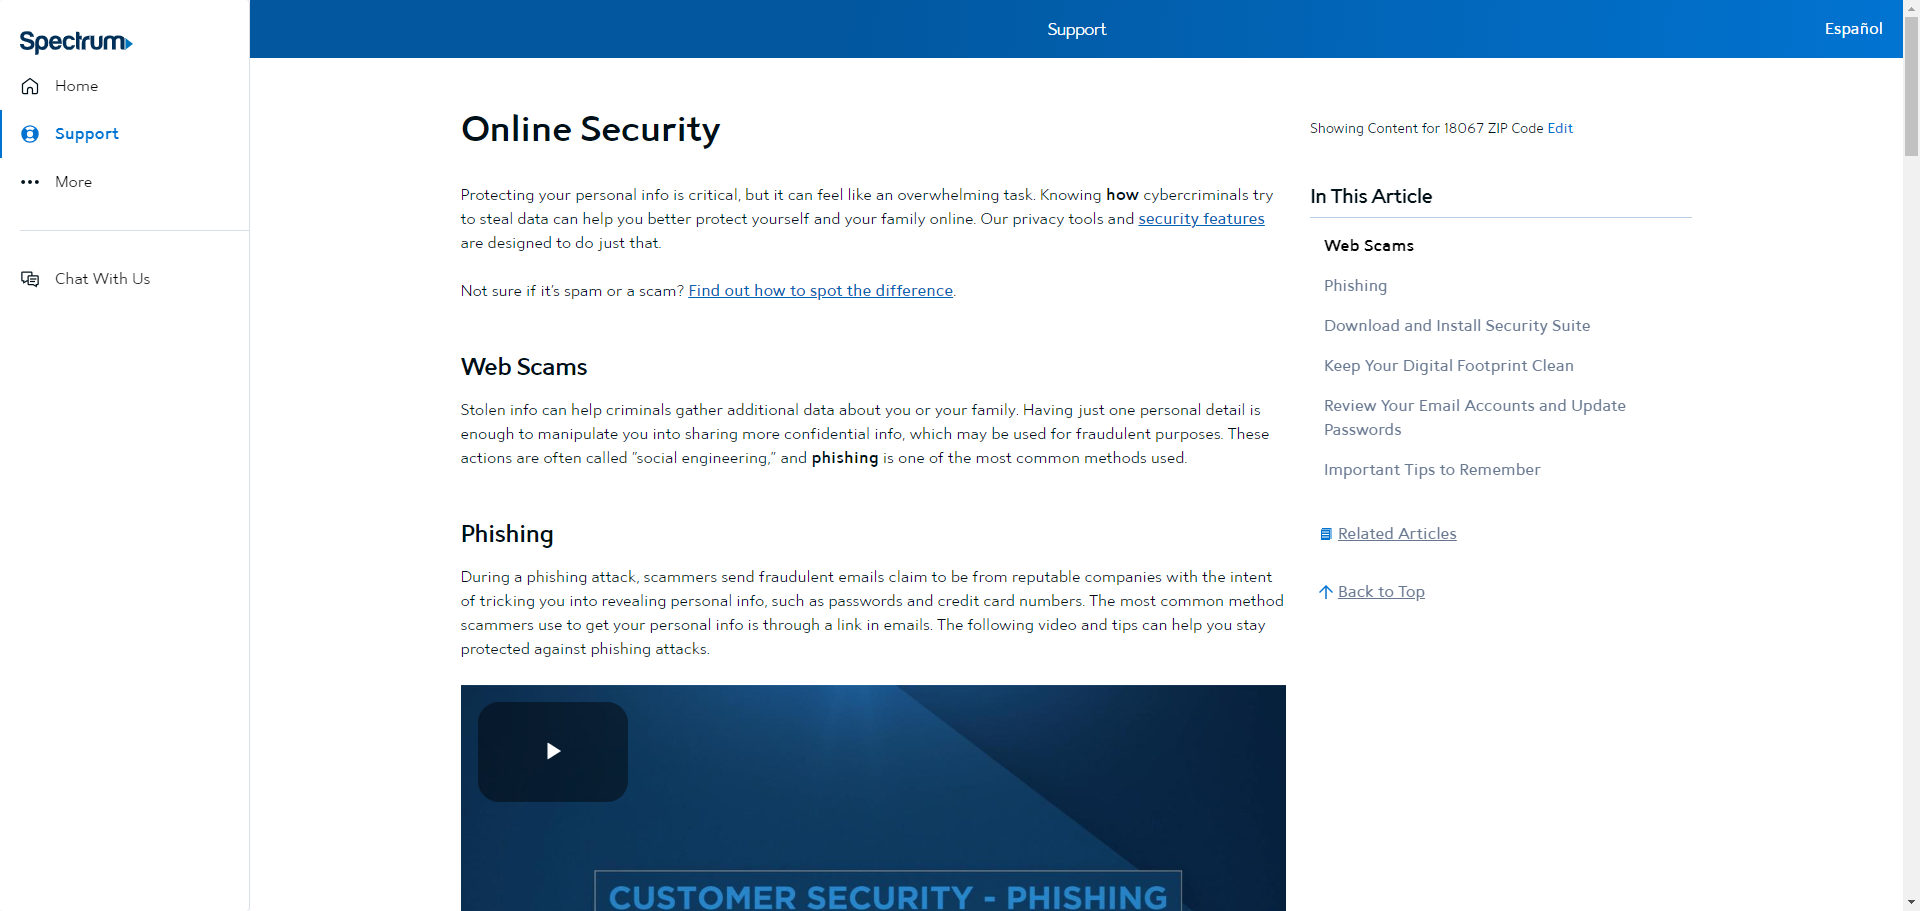 Spectrum
Home
Support
More
Chat With Us
Support
Español
Online Security
Protecting your personal info is critical, but it can feel like an overwhelming task. Knowing how cybercriminals try
to steal data can help you better protect yourself and your family online. Our privacy tools and security features
are designed to do just that.
Not sure if it's spam or a scam? Find out how to spot the difference.
Web Scams
Stolen info can help criminals gather additional data about you or your family. Having just one personal detail is
enough to manipulate you into sharing more confidential info, which may be used for fraudulent purposes. These
actions are often called “social engineering,” and phishing is one of the most common methods used.
Phishing
During a phishing attack, scammers send fraudulent emails claim to be from reputable companies with the intent
of tricking you into revealing personal info, such as passwords and credit card numbers. The most common method
scammers use to get your personal info is through a link in emails. The following video and tips can help you stay
protected against phishing attacks.
CUSTOMER SECURITY - PHISHING
Showing Content for 18067 ZIP Code Edit
In This Article
Web Scams
Phishing
Download and Install Security Suite
Keep Your Digital Footprint Clean
Review Your Email Accounts and Update
Passwords
Important Tips to Remember
Related Articles
Back to Top